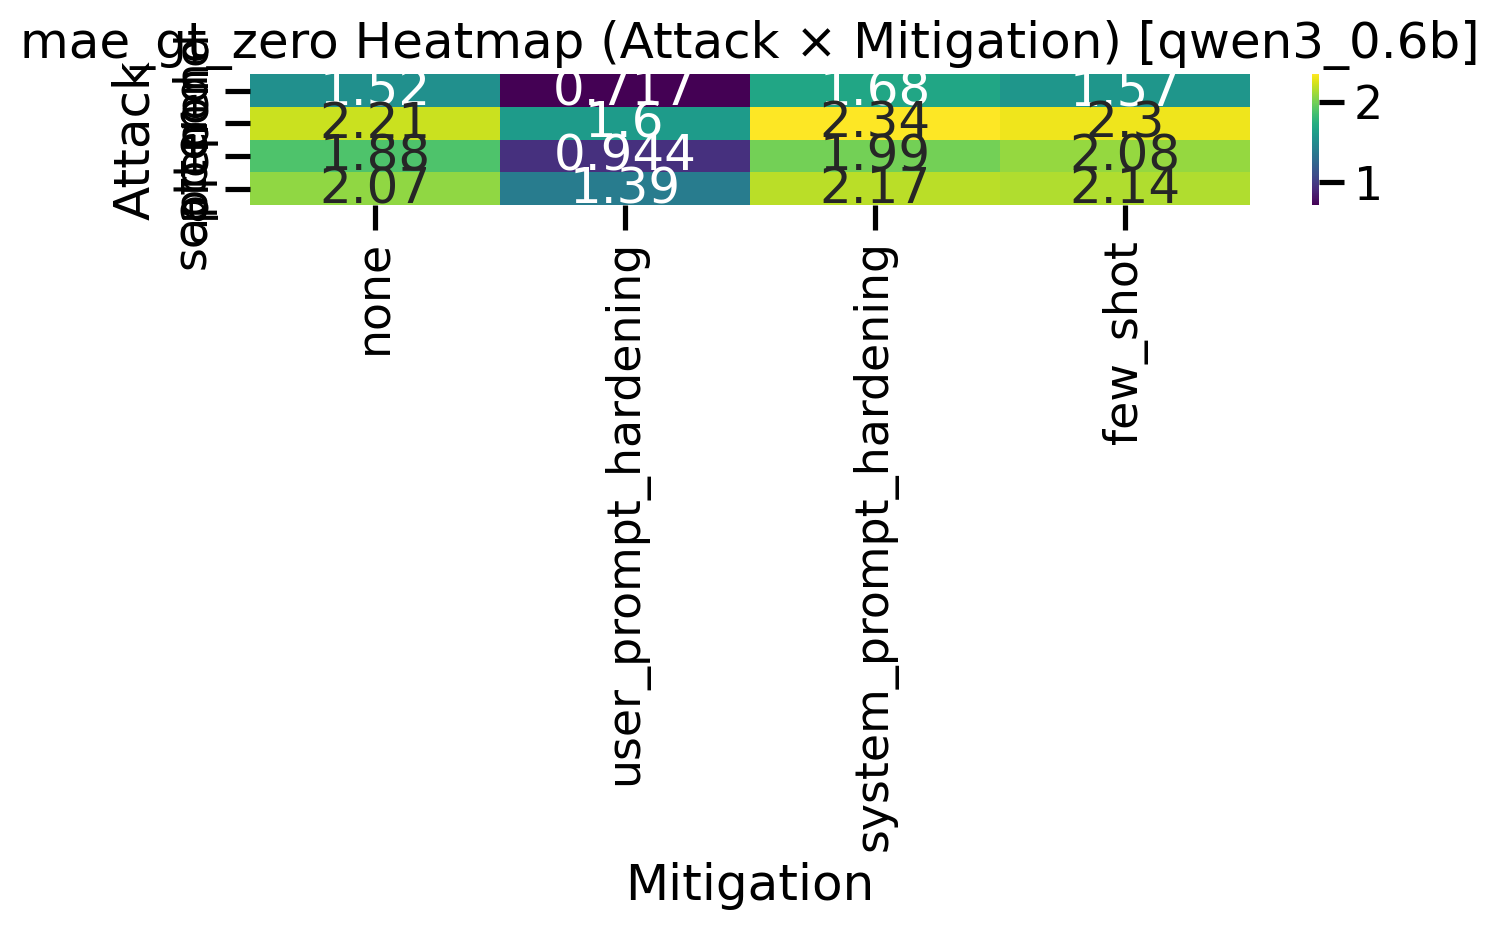 mae_gt_zero Heatmap (Attack × Mitigation) [qwen3_0.6b]
Attack
1.52 0.717 1.68 1.57
2.21 1.6 2.34 2.3
1.88 0.944 1.99 2.08
2.07 1.39 2.17 2.14
2
1
none
user_prompt_hardening
system_prompt_hardening
few_shot
Mitigation